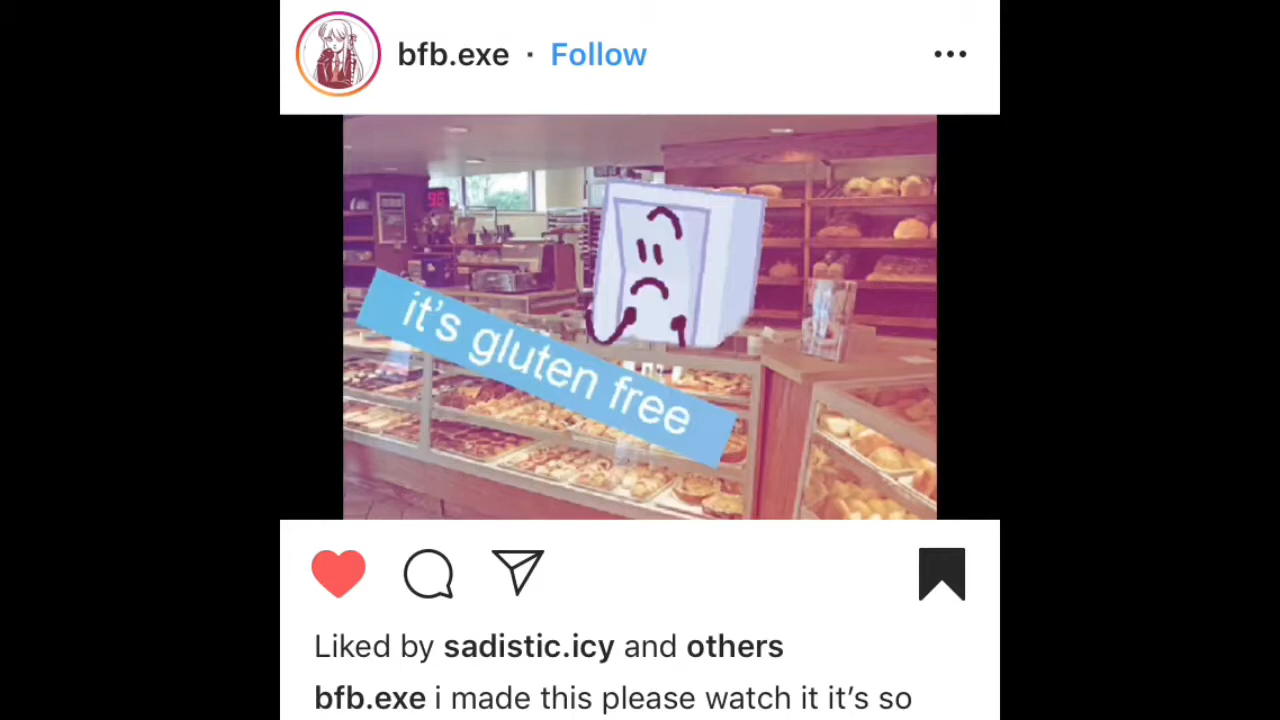 bfb.exe · Follow
96
it's gluten free
Liked by sadistic.icy and others
bfb.exe i made this please watch it it's so